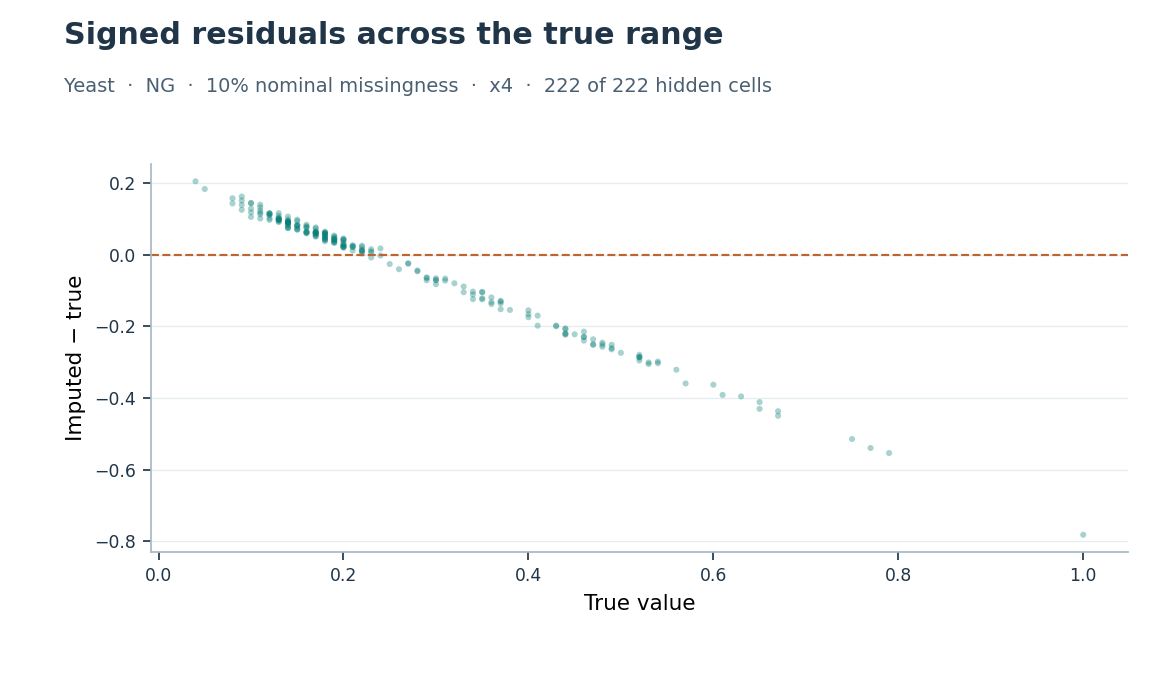 Signed residuals across the true range
Yeast · NG · 10% nominal missingness · x4 · 222 of 222 hidden cells
Imputed − true
0.2
0.0
−0.2
−0.4
−0.6
−0.8
0.0 0.2 0.4 0.6 0.8 1.0
True value